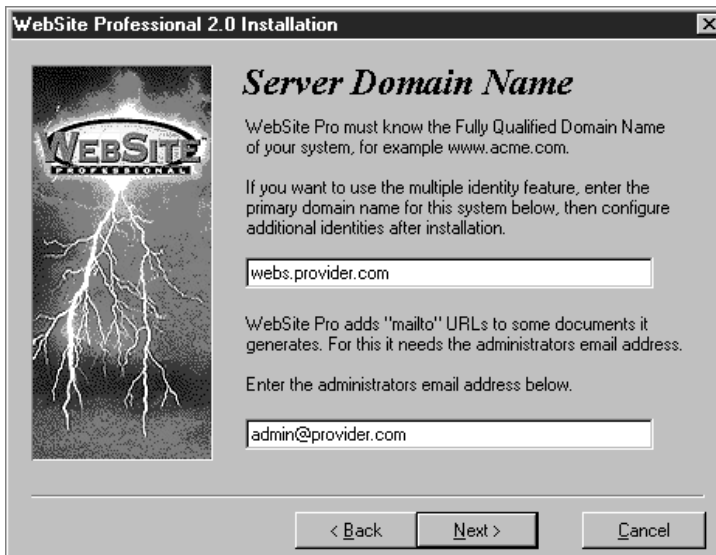 WebSite Professional 2.0 Installation
WEBSITE
PROFESSIONAL
Server Domain Name
WebSite Pro must know the Fully Qualified Domain Name
of your system, for example www.acme.com.
If you want to use the multiple identity feature, enter the
primary domain name for this system below, then configure
additional identities after installation.
webs.provider.com
WebSite Pro adds "mailto" URLs to some documents it
generates. For this it needs the administrators email address.
Enter the administrators email address below.
admin@provider.com
< Back
Next >
Cancel